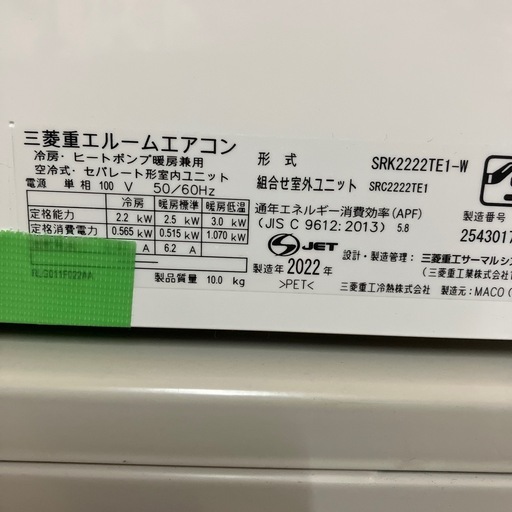 三菱重工ルームエアコン
冷房・ヒートポンプ暖房兼用
空冷式・セパレート形室内ユニット
電源 単相 100 V 50/60Hz
冷房 暖房標準 暖房低温
定格能力 2.2 kW 2.5 kW 3.0 kW
定格消費電力 0.565 kW 0.515 kW 1.070 kW
A 6.2 A
RLG011F022AA
製品質量 10.0 kg
形式 SRK2222TE1-W
組合せ室外ユニット SRC2222TE1
通年エネルギー消費効率(APF)
(JIS C 9612:2013) 5.8
S JET
製造年 2022 年
>PET<
製造番号
2543017
設計・製造管理: 三菱重工サーマルシス
(三菱重工業株式会
三菱重工冷熱株式会社 製造元:MACO(